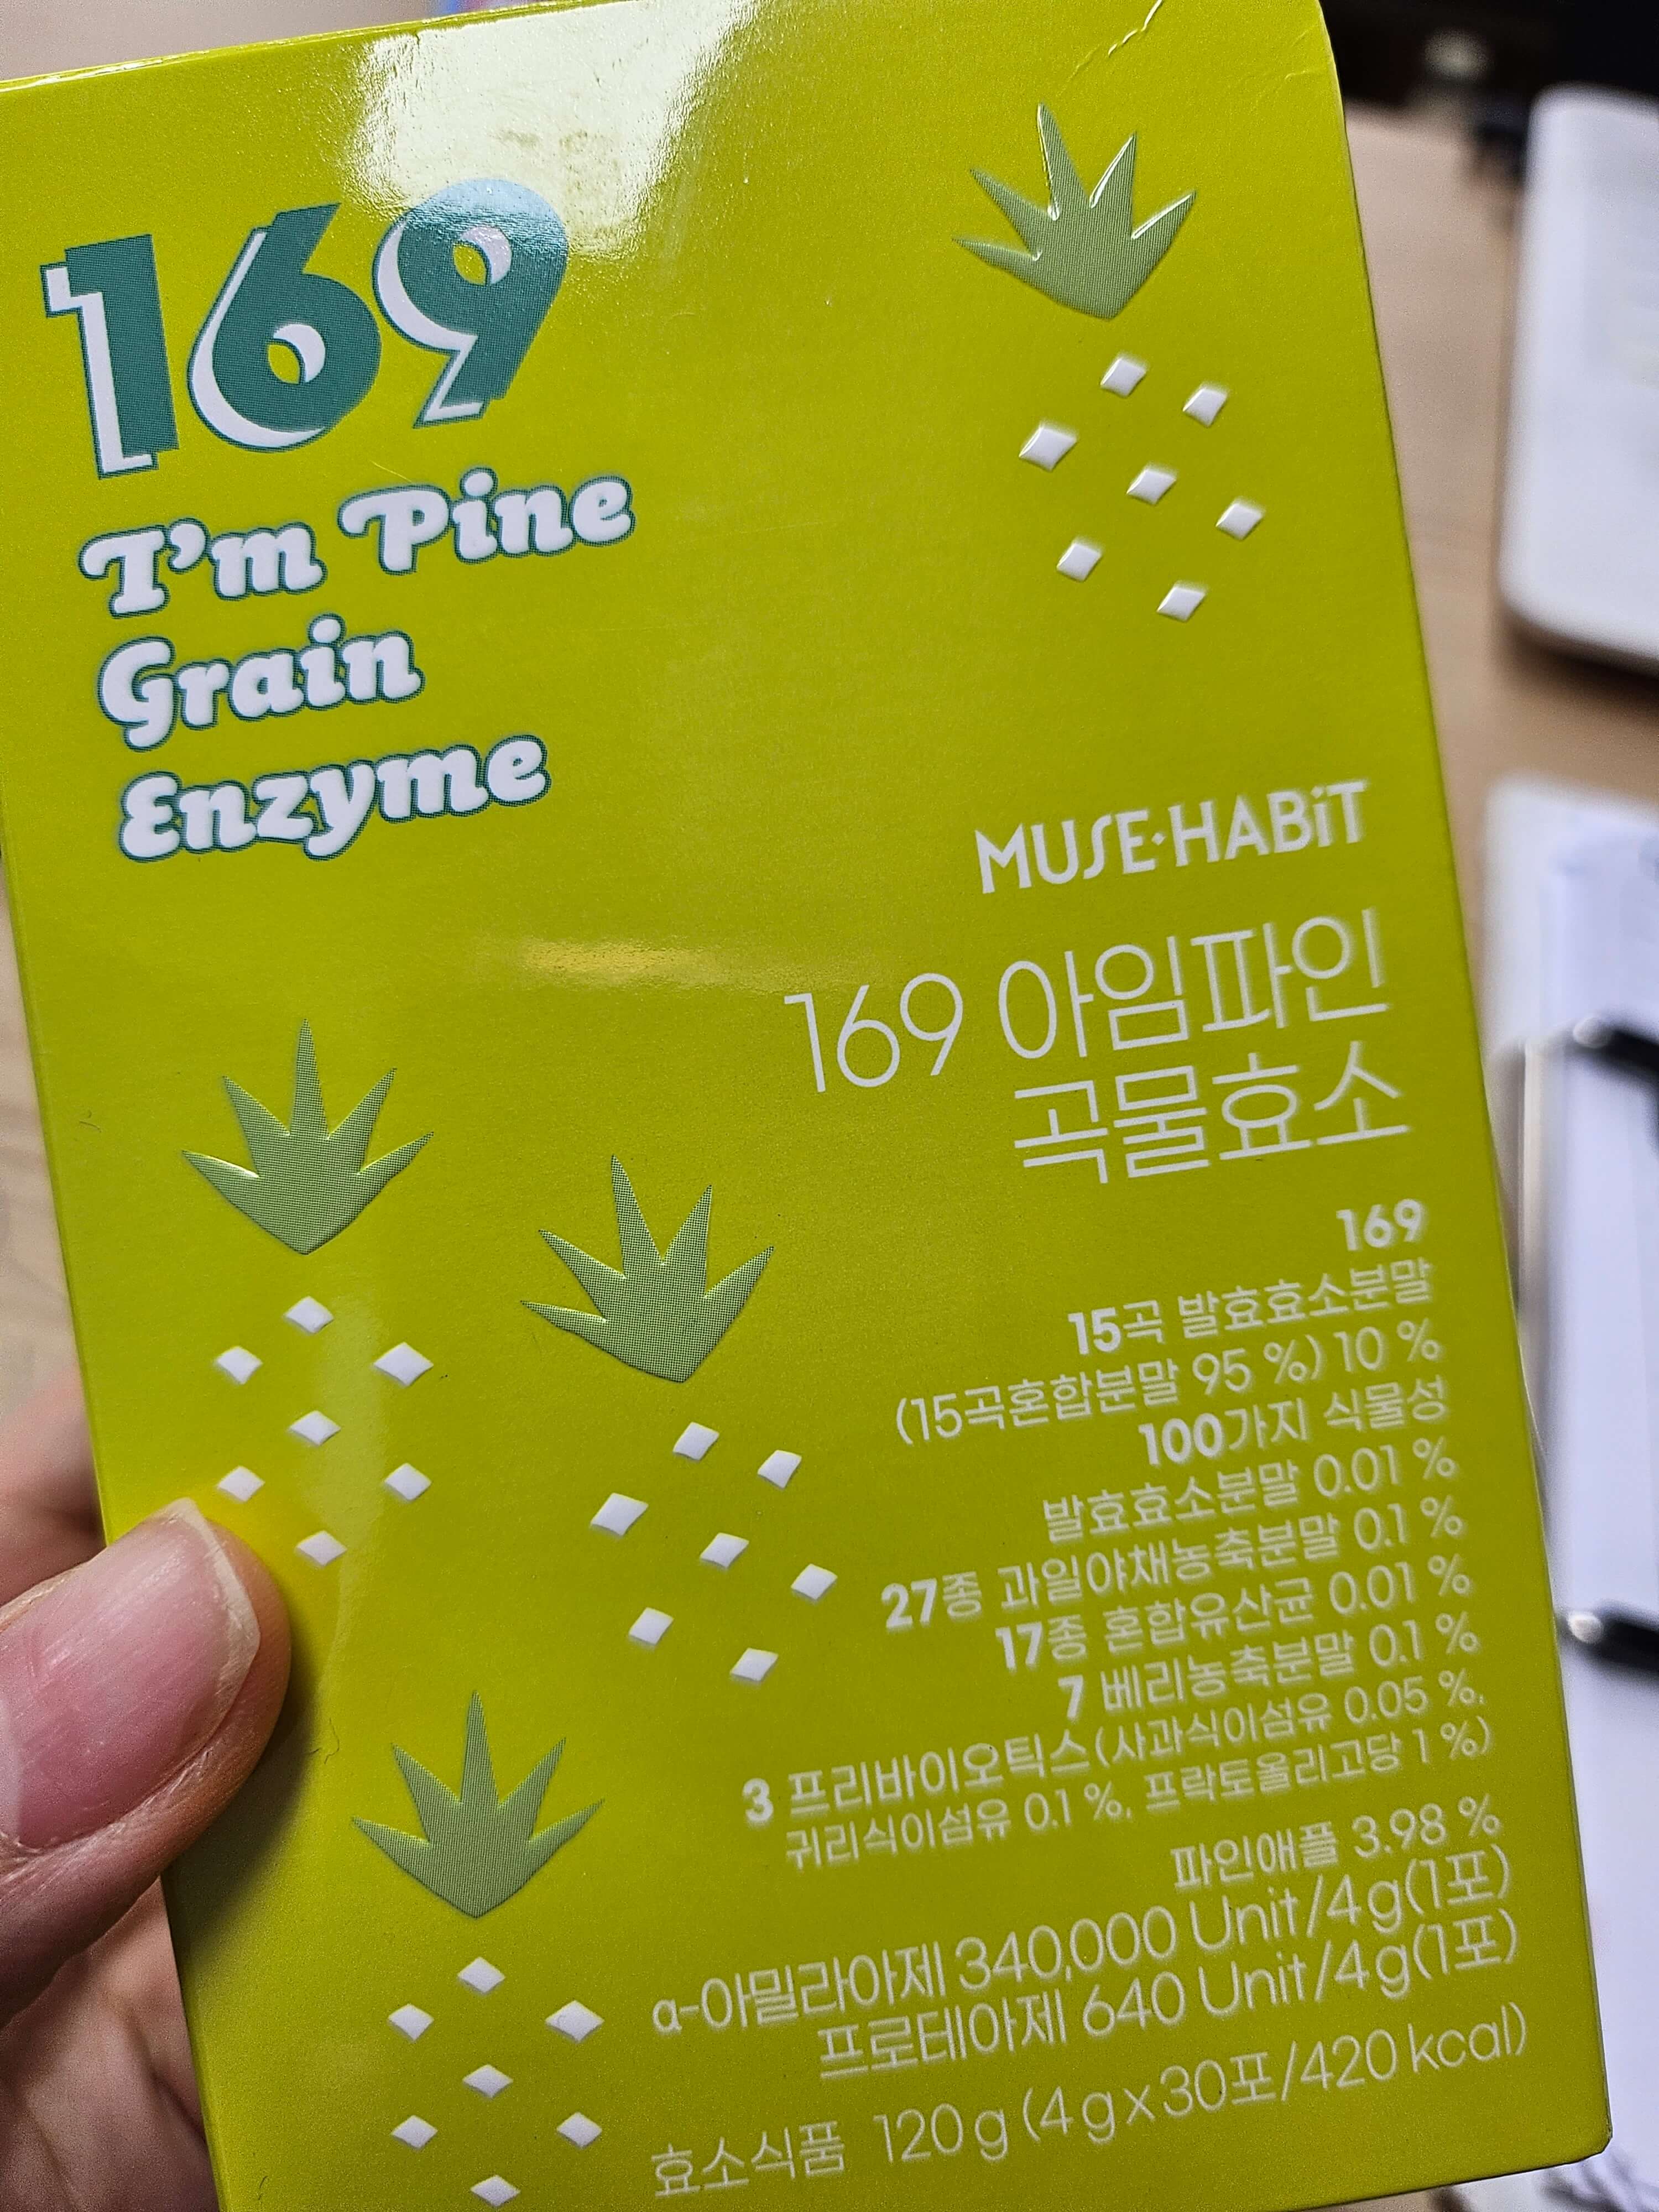 169
I'm Pine
Grain
Enzyme
MUSE·HABiT
169 아임파인
곡물효소
169
15곡 발효효소분말
(15곡혼합분말 95 %) 10 %
100가지 식물성
발효효소분말 0.01 %
27종 과일야채농축분말 0.1 %
17종 혼합유산균 0.01 %
7 베리농축분말 0.1 %
3 프리바이오틱스(사과식이섬유 0.05 %,
귀리식이섬유 0.1 %, 프락토올리고당 1 %)
파인애플 3.98 %
α-아밀라아제 340,000 Unit/4g(1포)
프로테아제 640 Unit/4g(1포)
효소식품 120g (4gx30포/420kcal)